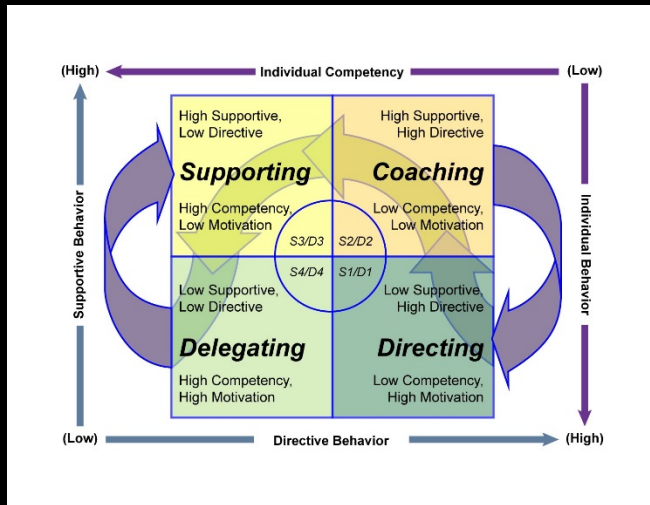 (High)
Individual Competency
(Low)
High Supportive,
Low Directive
Supporting
High Competency,
Low Motivation
High Supportive,
High Directive
Coaching
Low Competency,
Low Motivation
S3/D3
S2/D2
S4/D4
S1/D1
Low Supportive,
Low Directive
Delegating
High Competency,
High Motivation
Low Supportive,
High Directive
Directing
Low Competency,
High Motivation
Supportive Behavior
Individual Behavior
(Low)
Directive Behavior
(High)